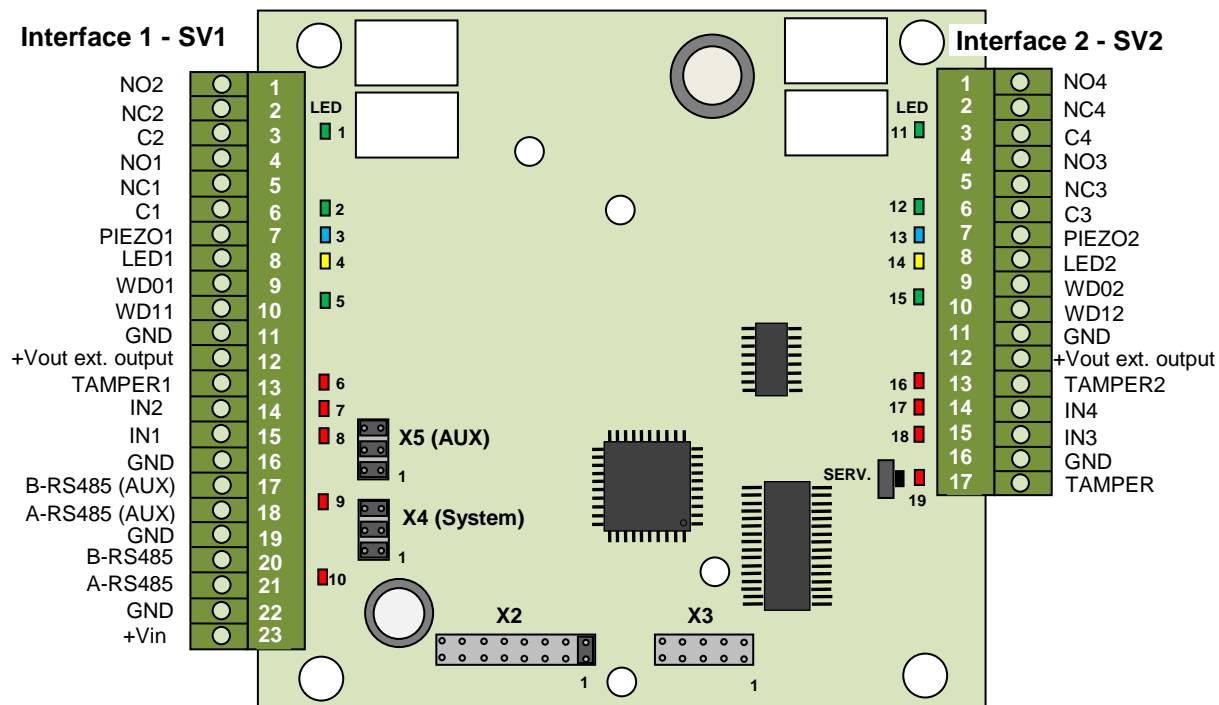 Interface 1 - SV1
Interface 2 - SV2
NO2 1
NC2 2
C2 3
NO1 4
NC1 5
C1 6
PIEZO1 7
LED1 8
WD01 9
WD11 10
GND 11
+Vout ext. output 12
TAMPER1 13
IN2 14
IN1 15
GND 16
B-RS485 (AUX) 17
A-RS485 (AUX) 18
GND 19
B-RS485 20
A-RS485 21
GND 22
+Vin 23
LED
1
2
3
4
5
6
7
8
9
10
X5 (AUX)
1
X4 (System)
1
X2
1
X3
1
LED
11
12
13
14
15
16
17
18
SERV.
19
1 NO4
2 NC4
3 C4
4 NO3
5 NC3
6 C3
7 PIEZO2
8 LED2
9 WD02
10 WD12
11 GND
12 +Vout ext. output
13 TAMPER2
14 IN4
15 IN3
16 GND
17 TAMPER